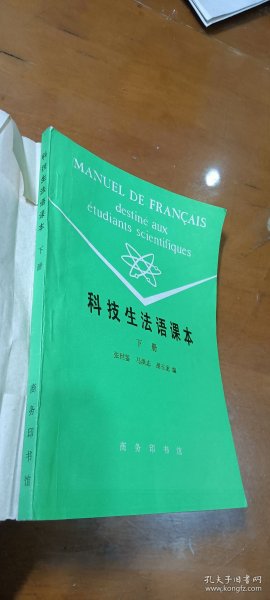 科技生法语课本 下册 商务印书馆
MANUEL DE FRANÇAIS
destiné aux
étudiants scientifiques
科技生法语课本
下册
编
商务印书馆
孔夫子旧书网